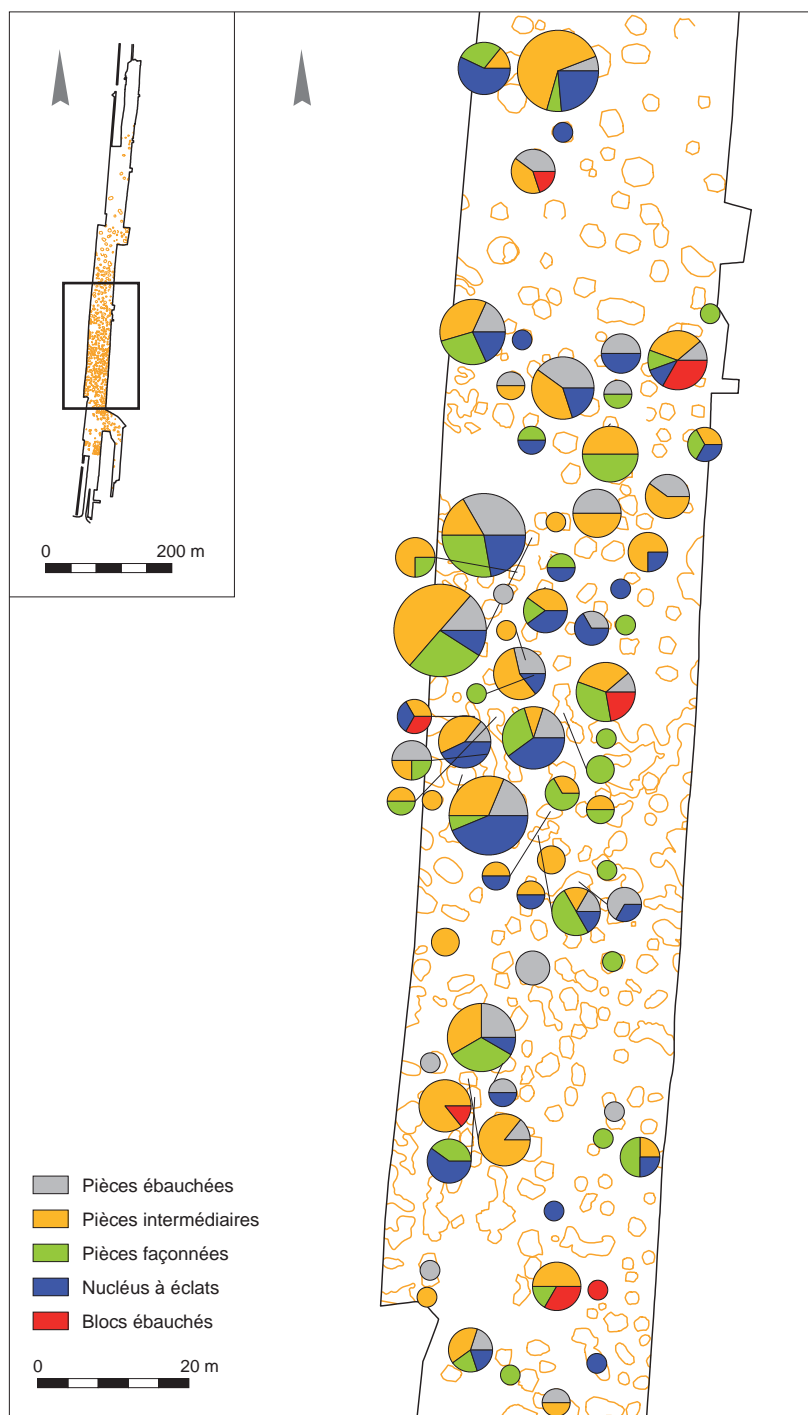 0 200 m
Pièces ébauchées
Pièces intermédiaires
Pièces façonnées
Nucléus à éclats
Blocs ébauchés
0 20 m